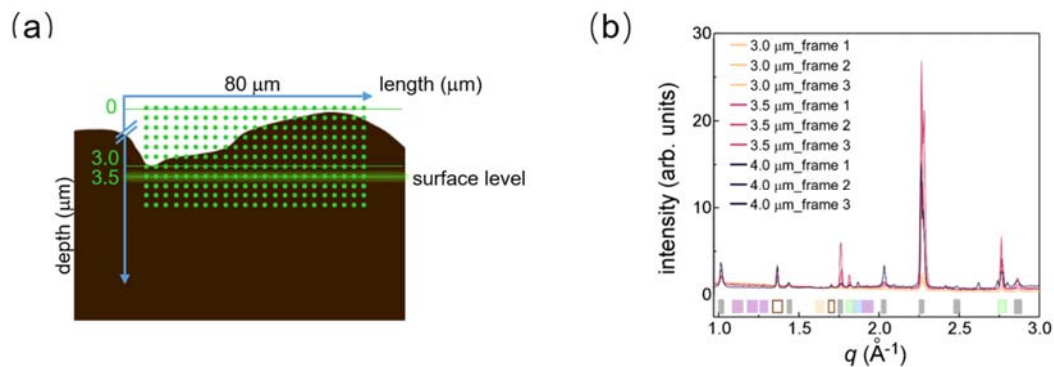 (a)
80 μm
length (μm)
0
3.0
3.5
surface level
depth (μm)
(b)
30
20
10
0
intensity (arb. units)
3.0 μm_frame 1
3.0 μm_frame 2
3.0 μm_frame 3
3.5 μm_frame 1
3.5 μm_frame 2
3.5 μm_frame 3
4.0 μm_frame 1
4.0 μm_frame 2
4.0 μm_frame 3
1.0 1.5 2.0 2.5 3.0
q (Å⁻¹)